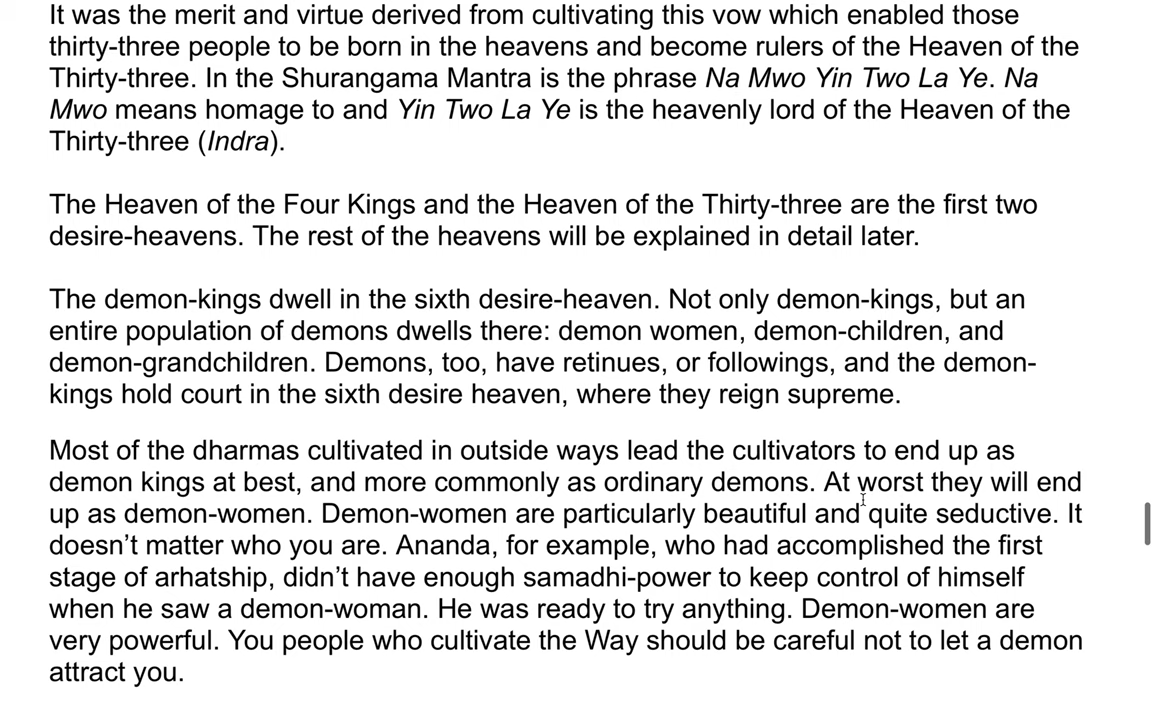 It was the merit and virtue derived from cultivating this vow which enabled those
thirty-three people to be born in the heavens and become rulers of the Heaven of the
Thirty-three. In the Shurangama Mantra is the phrase Na Mwo Yin Two La Ye. Na
Mwo means homage to and Yin Two La Ye is the heavenly lord of the Heaven of the
Thirty-three (Indra).
The Heaven of the Four Kings and the Heaven of the Thirty-three are the first two
desire-heavens. The rest of the heavens will be explained in detail later.
The demon-kings dwell in the sixth desire-heaven. Not only demon-kings, but an
entire population of demons dwells there: demon women, demon-children, and
demon-grandchildren. Demons, too, have retinues, or followings, and the demon-
kings hold court in the sixth desire heaven, where they reign supreme.
Most of the dharmas cultivated in outside ways lead the cultivators to end up as
demon kings at best, and more commonly as ordinary demons. At worst they will end
up as demon-women. Demon-women are particularly beautiful and quite seductive. It
doesn’t matter who you are. Ananda, for example, who had accomplished the first
stage of arhatship, didn’t have enough samadhi-power to keep control of himself
when he saw a demon-woman. He was ready to try anything. Demon-women are
very powerful. You people who cultivate the Way should be careful not to let a demon
attract you.